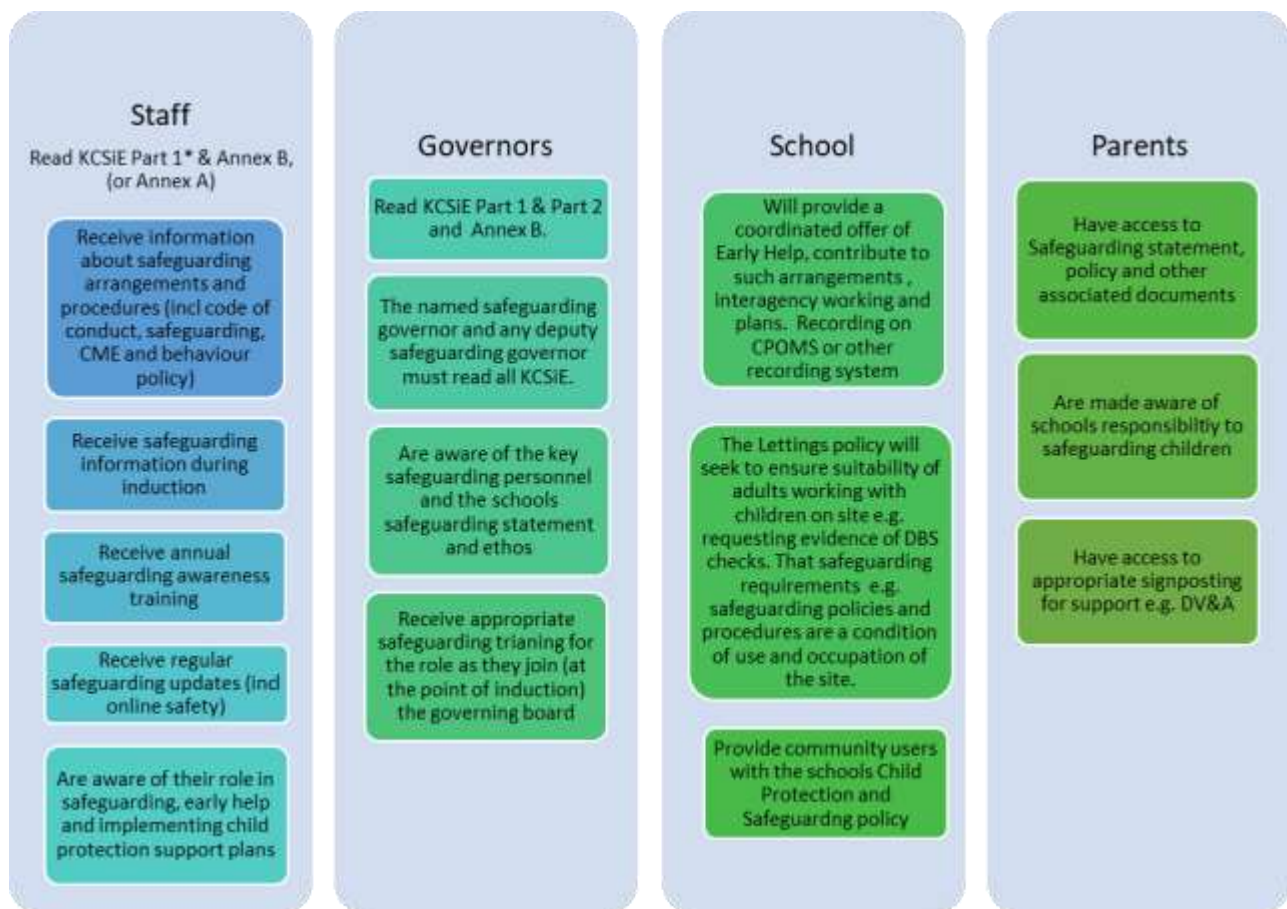 Staff
Read KCSiE Part 1* & Annex B,
(or Annex A)
Receive information
about safeguarding
arrangements and
procedures (incl code of
conduct, safeguarding,
CME and behaviour
policy)
Receive safeguarding
information during
induction
Receive annual
safeguarding awareness
training
Receive regular
safeguarding updates (incl
online safety)
Are aware of their role in
safeguarding, early help
and implementing child
protection support plans
Governors
Read KCSiE Part 1 & Part 2
and Annex B.
The named safeguarding
governor and any deputy
safeguarding governor
must read all KCSiE.
Are aware of the key
safeguarding personnel
and the schools
safeguarding statement
and ethos
Receive appropriate
safeguarding trianing for
the role as they join (at
the point of induction)
the governing board
School
Will provide a
coordinated offer of
Early Help, contribute to
such arrangements ,
interagency working and
plans. Recording on
CPOMS or other
recording system
The Lettings policy will
seek to ensure suitability of
adults working with
children on site e.g.
requesting evidence of DBS
checks. That safeguarding
requirements e.g.
safeguarding policies and
procedures are a condition
of use and occupation of
the site.
Provide community users
with the schools Child
Protection and
Safeguardng policy
Parents
Have access to
Safeguarding statement,
policy and other
associated documents
Are made aware of
schools responsibiltiy to
safeguarding children
Have access to
appropriate signposting
for support e.g. DV&A